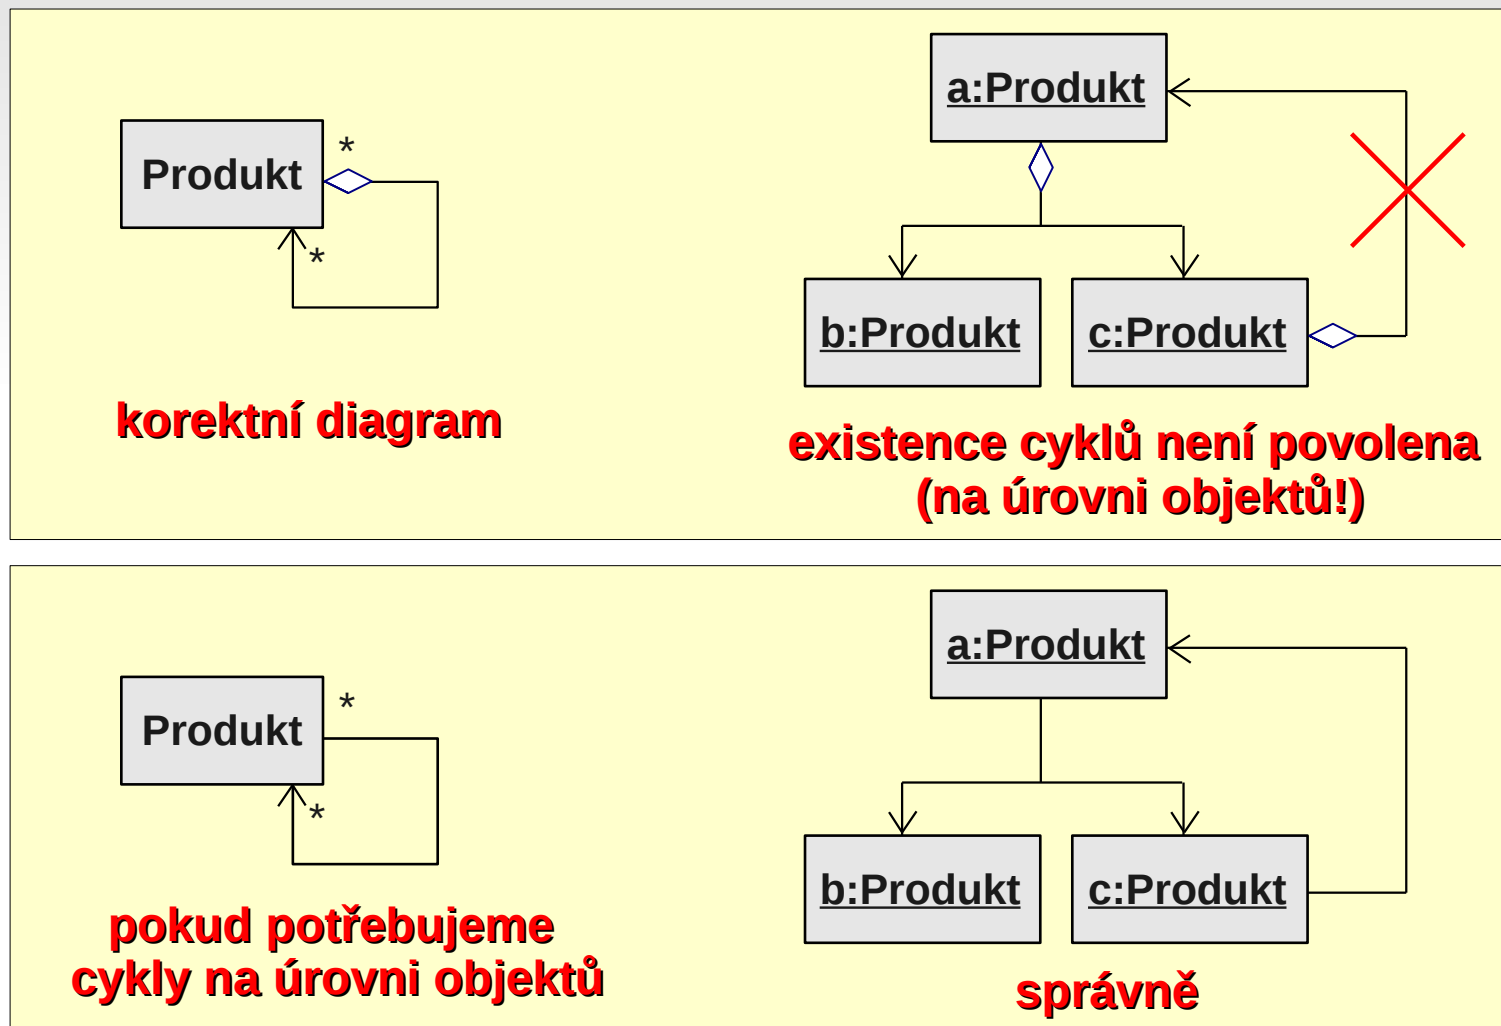 Produkt
*
*
korektní diagram
a:Produkt
b:Produkt
c:Produkt
existence cyklů není povolena
(na úrovni objektů!)
Produkt
*
*
pokud potřebujeme
cykly na úrovni objektů
a:Produkt
b:Produkt
c:Produkt
správně